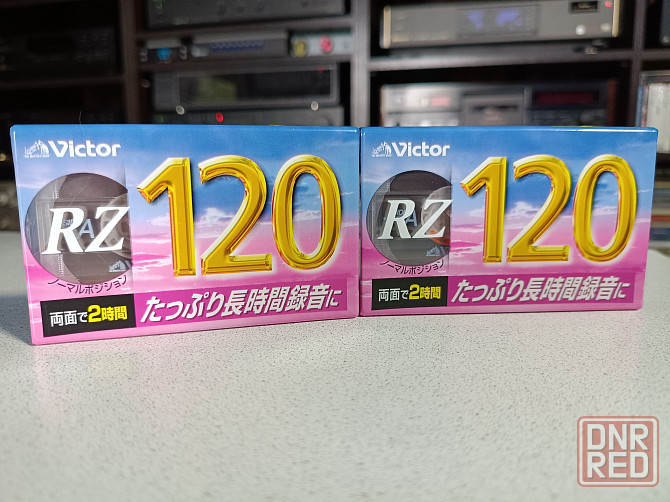 Victor
RZ
120
ノーマルポジション
両面で2時間
たっぷり長時間録音に
Victor
RZ
120
ノーマルポジション
両面で2時間
たっぷり長時間録音に
DNR
RED